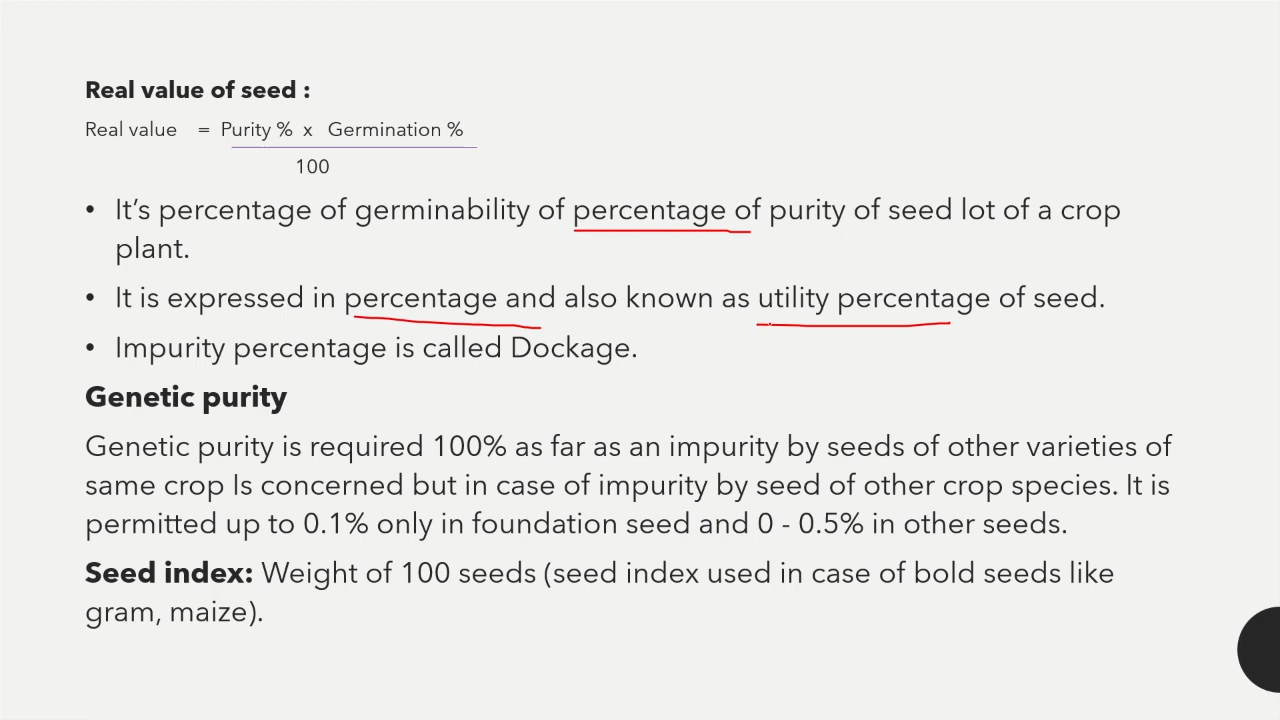 Real value of seed :
Real value = Purity % x Germination %
100
• It’s percentage of germinability of percentage of purity of seed lot of a crop
plant.
• It is expressed in percentage and also known as utility percentage of seed.
• Impurity percentage is called Dockage.
Genetic purity
Genetic purity is required 100% as far as an impurity by seeds of other varieties of
same crop Is concerned but in case of impurity by seed of other crop species. It is
permitted up to 0.1% only in foundation seed and 0 - 0.5% in other seeds.
Seed index: Weight of 100 seeds (seed index used in case of bold seeds like
gram, maize).